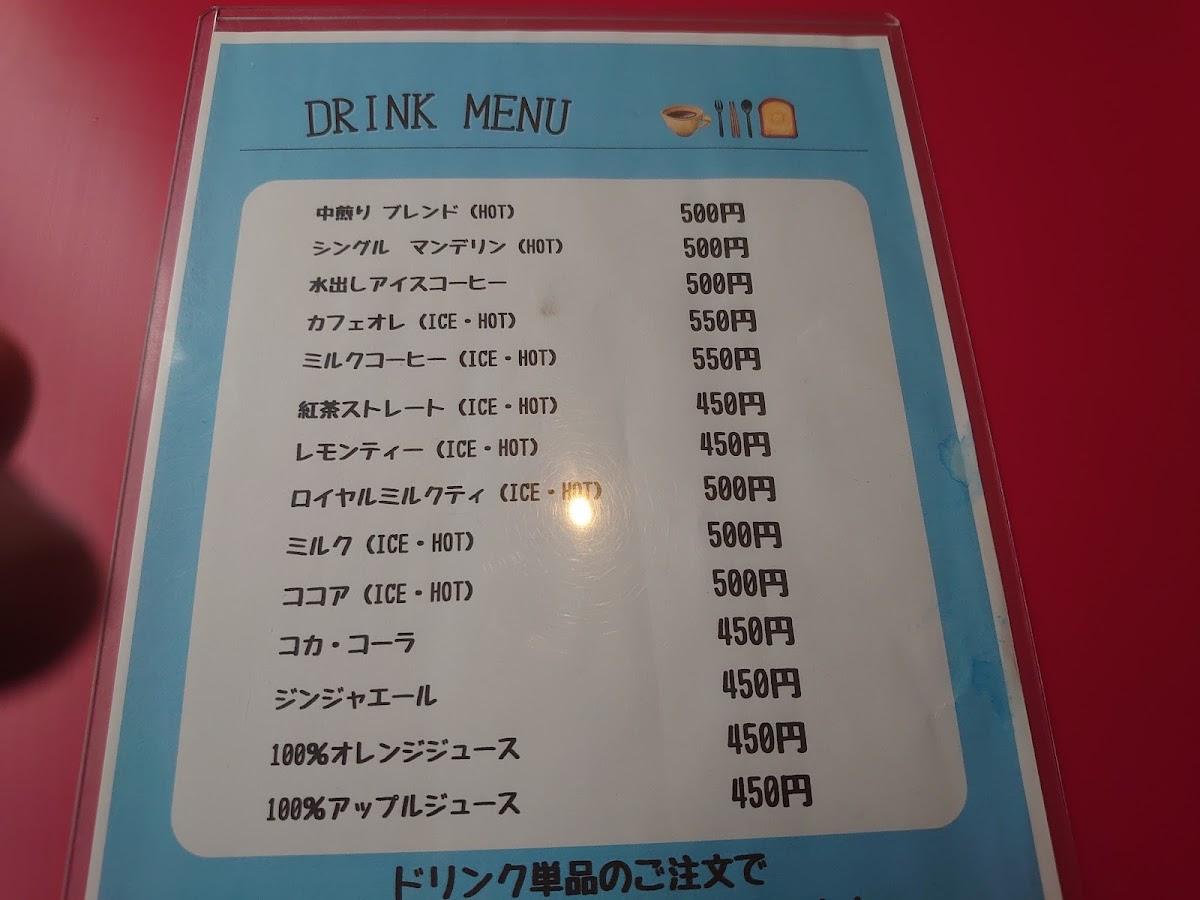 DRINK MENU
中煎り ブレンド (HOT) 500円
シングル マンデリン (HOT) 500円
水出しアイスコーヒー 500円
カフェオレ (ICE・HOT) 550円
ミルクコーヒー (ICE・HOT) 550円
紅茶ストレート (ICE・HOT) 450円
レモンティー (ICE・HOT) 450円
ロイヤルミルクティ (ICE・HOT) 500円
ミルク (ICE・HOT) 500円
ココア (ICE・HOT) 500円
コカ・コーラ 450円
ジンジャエール 450円
100%オレンジジュース 450円
100%アップルジュース 450円
ドリンク単品のご注文で